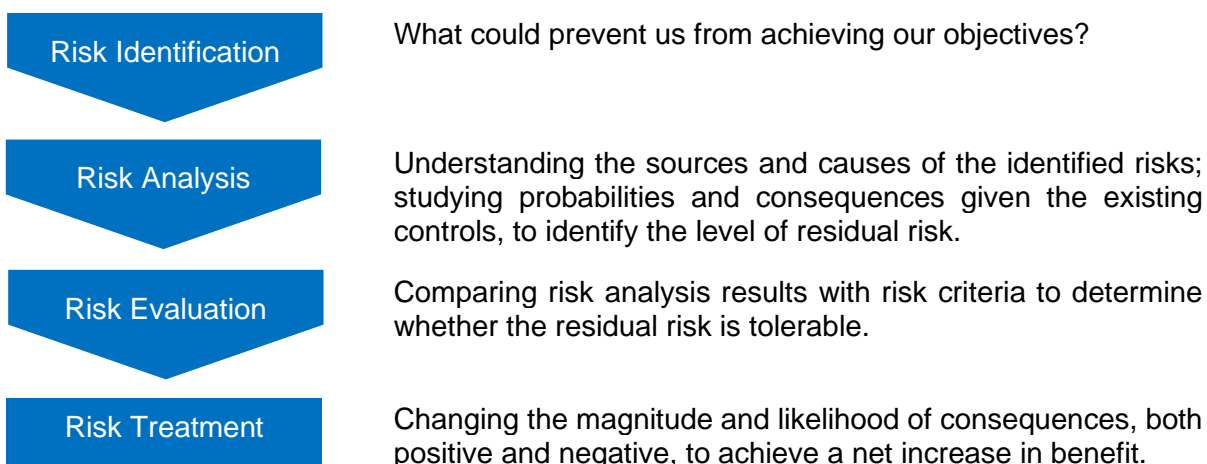 Risk Identification
What could prevent us from achieving our objectives?
Risk Analysis
Understanding the sources and causes of the identified risks;
studying probabilities and consequences given the existing
controls, to identify the level of residual risk.
Risk Evaluation
Comparing risk analysis results with risk criteria to determine
whether the residual risk is tolerable.
Risk Treatment
Changing the magnitude and likelihood of consequences, both
positive and negative, to achieve a net increase in benefit.